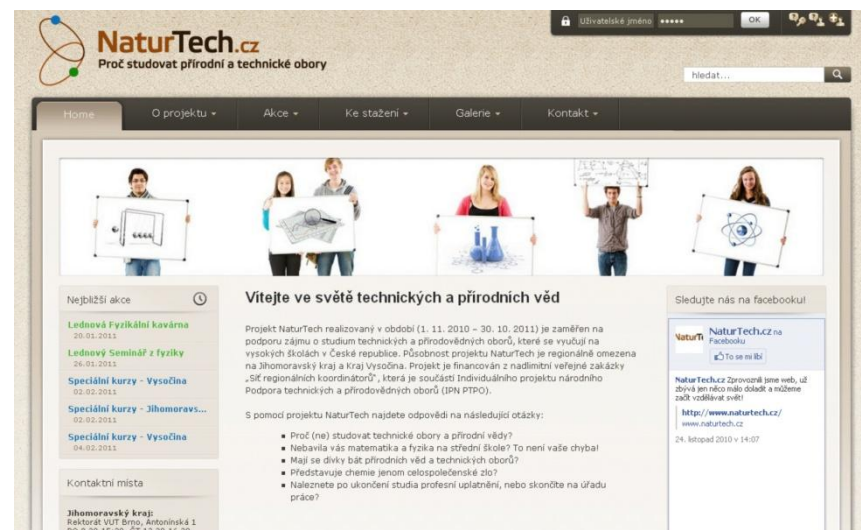 Uživatelské jméno
OK
NaturTech.cz
Proč studovat přírodní a technické obory
hledat...
Home
O projektu
Akce
Ke stažení
Galerie
Kontakt
Nejbližší akce
Lednová Fyzikální kavárna
20.01.2011
Lednový Seminář z fyziky
26.01.2011
Speciální kurzy - Vysočina
02.02.2011
Speciální kurzy - Jihomoravs...
02.02.2011
Speciální kurzy - Vysočina
04.02.2011
Kontaktní místa
Jihomoravský kraj:
Rektorát VUT Brno, Antonínská 1
Vítejte ve světě technických a přírodních věd
Projekt NaturTech realizovaný v období (1. 11. 2010 – 30. 10. 2011) je zaměřen na
podporu zájmu o studium technických a přírodovědných oborů, které se vyučují na
vysokých školách v České republice. Působnost projektu NaturTech je regionálně omezena
na Jihomoravský kraj a Kraj Vysočina. Projekt je financován z nadlimitní veřejné zakázky
„Síť regionálních koordinátorů“, která je součástí Individuálního projektu národního
Podpora technických a přírodovědných oborů (IPN PTPO).
S pomocí projektu NaturTech najdete odpovědi na následující otázky:
Proč (ne) studovat technické obory a přírodní vědy?
Nebavila vás matematika a fyzika na střední škole? To není vaše chyba!
Mají se dívky bát přírodních věd a technických oborů?
Představuje chemie jenom celospolečenské zlo?
Naleznete po ukončení studia profesní uplatnění, nebo skončíte na úřadu
práce?
Sledujte nás na facebooku!
NaturTech.cz na
Facebooku
To se mi líbí
NaturTech.cz Zprovoznili jsme web, už
zbývá jen něco málo doladit a můžeme
začít vzdělávat svět!
http://www.naturtech.cz/
www.naturtech.cz
24. listopad 2010 v 14:07